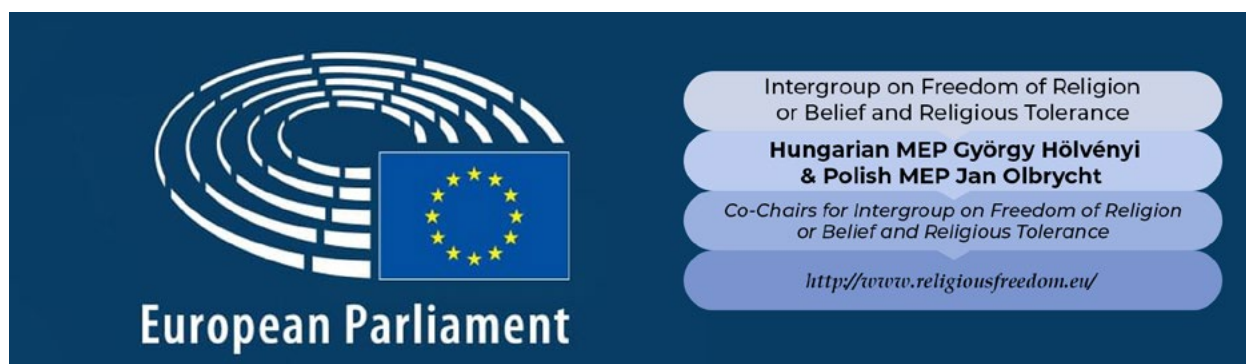 European Parliament
Intergroup on Freedom of Religion
or Belief and Religious Tolerance
Hungarian MEP György Hölvényi
& Polish MEP Jan Olbrycht
Co-Chairs for Intergroup on Freedom of Religion
or Belief and Religious Tolerance
http://www.religiousfreedom.eu/